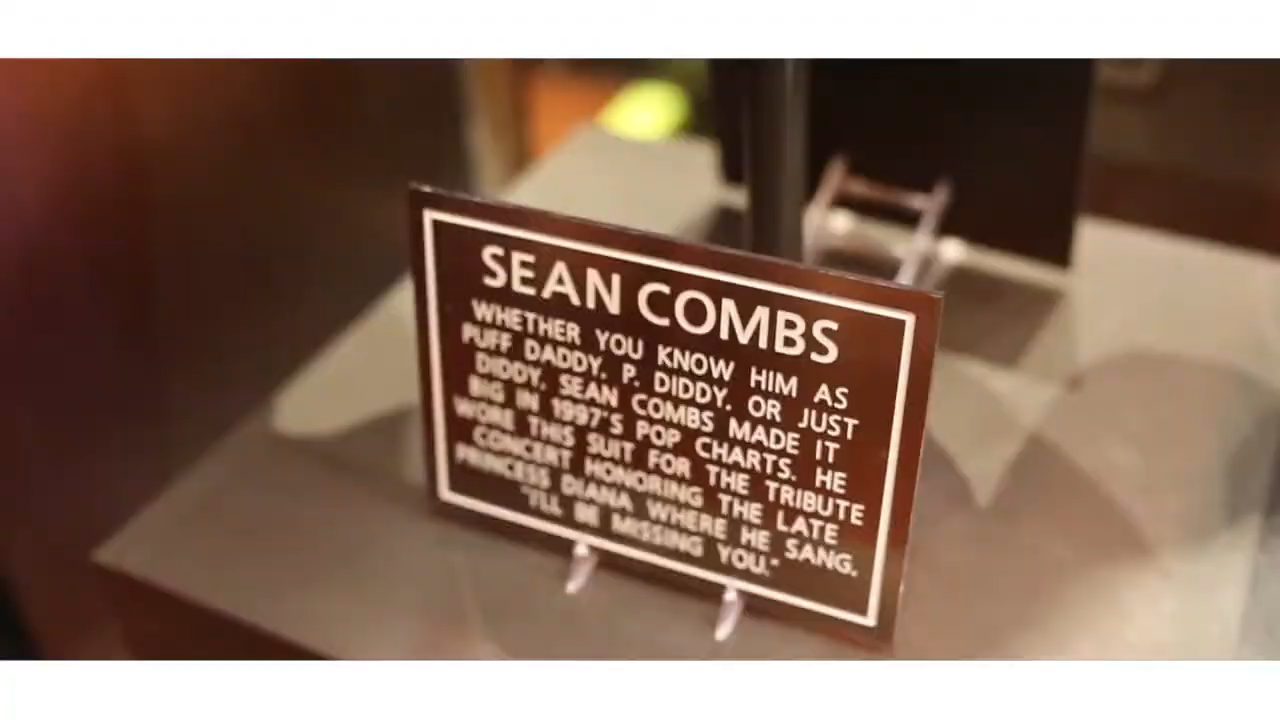 SEAN COMBS
WHETHER YOU KNOW HIM AS
PUFF DADDY, P. DIDDY, OR JUST
DIDDY, SEAN COMBS MADE IT
BIG IN 1997'S POP CHARTS. HE
WORE THIS SUIT FOR THE TRIBUTE
CONCERT HONORING THE LATE
PRINCESS DIANA WHERE HE SANG,
"I'LL BE MISSING YOU."